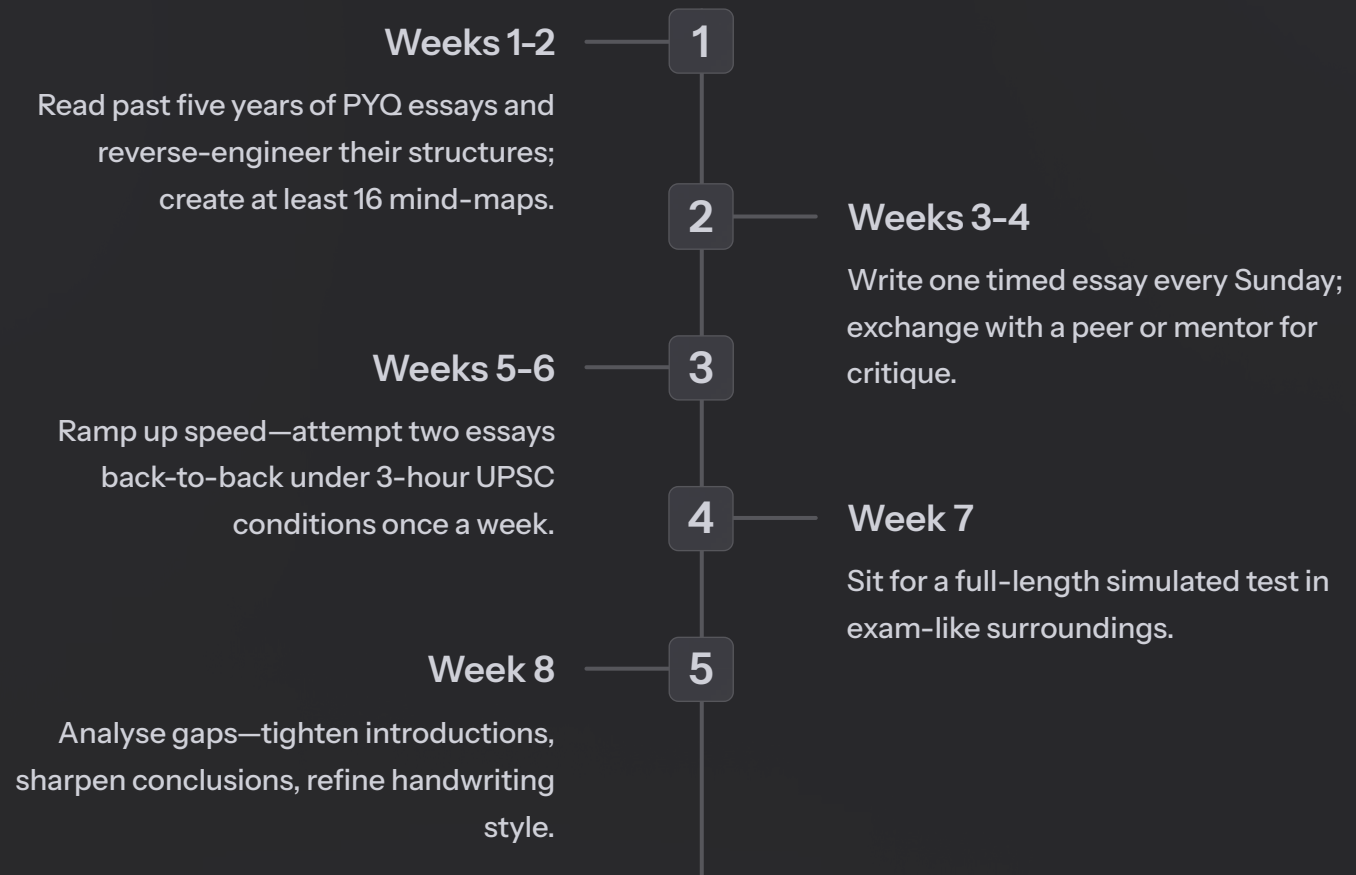 Weeks 1-2
1
Read past five years of PYQ essays and
reverse-engineer their structures;
create at least 16 mind-maps.
2
Weeks 3-4
Write one timed essay every Sunday;
exchange with a peer or mentor for
critique.
Weeks 5-6
3
Ramp up speed—attempt two essays
back-to-back under 3-hour UPSC
conditions once a week.
4
Week 7
Sit for a full-length simulated test in
exam-like surroundings.
Week 8
5
Analyse gaps—tighten introductions,
sharpen conclusions, refine handwriting
style.